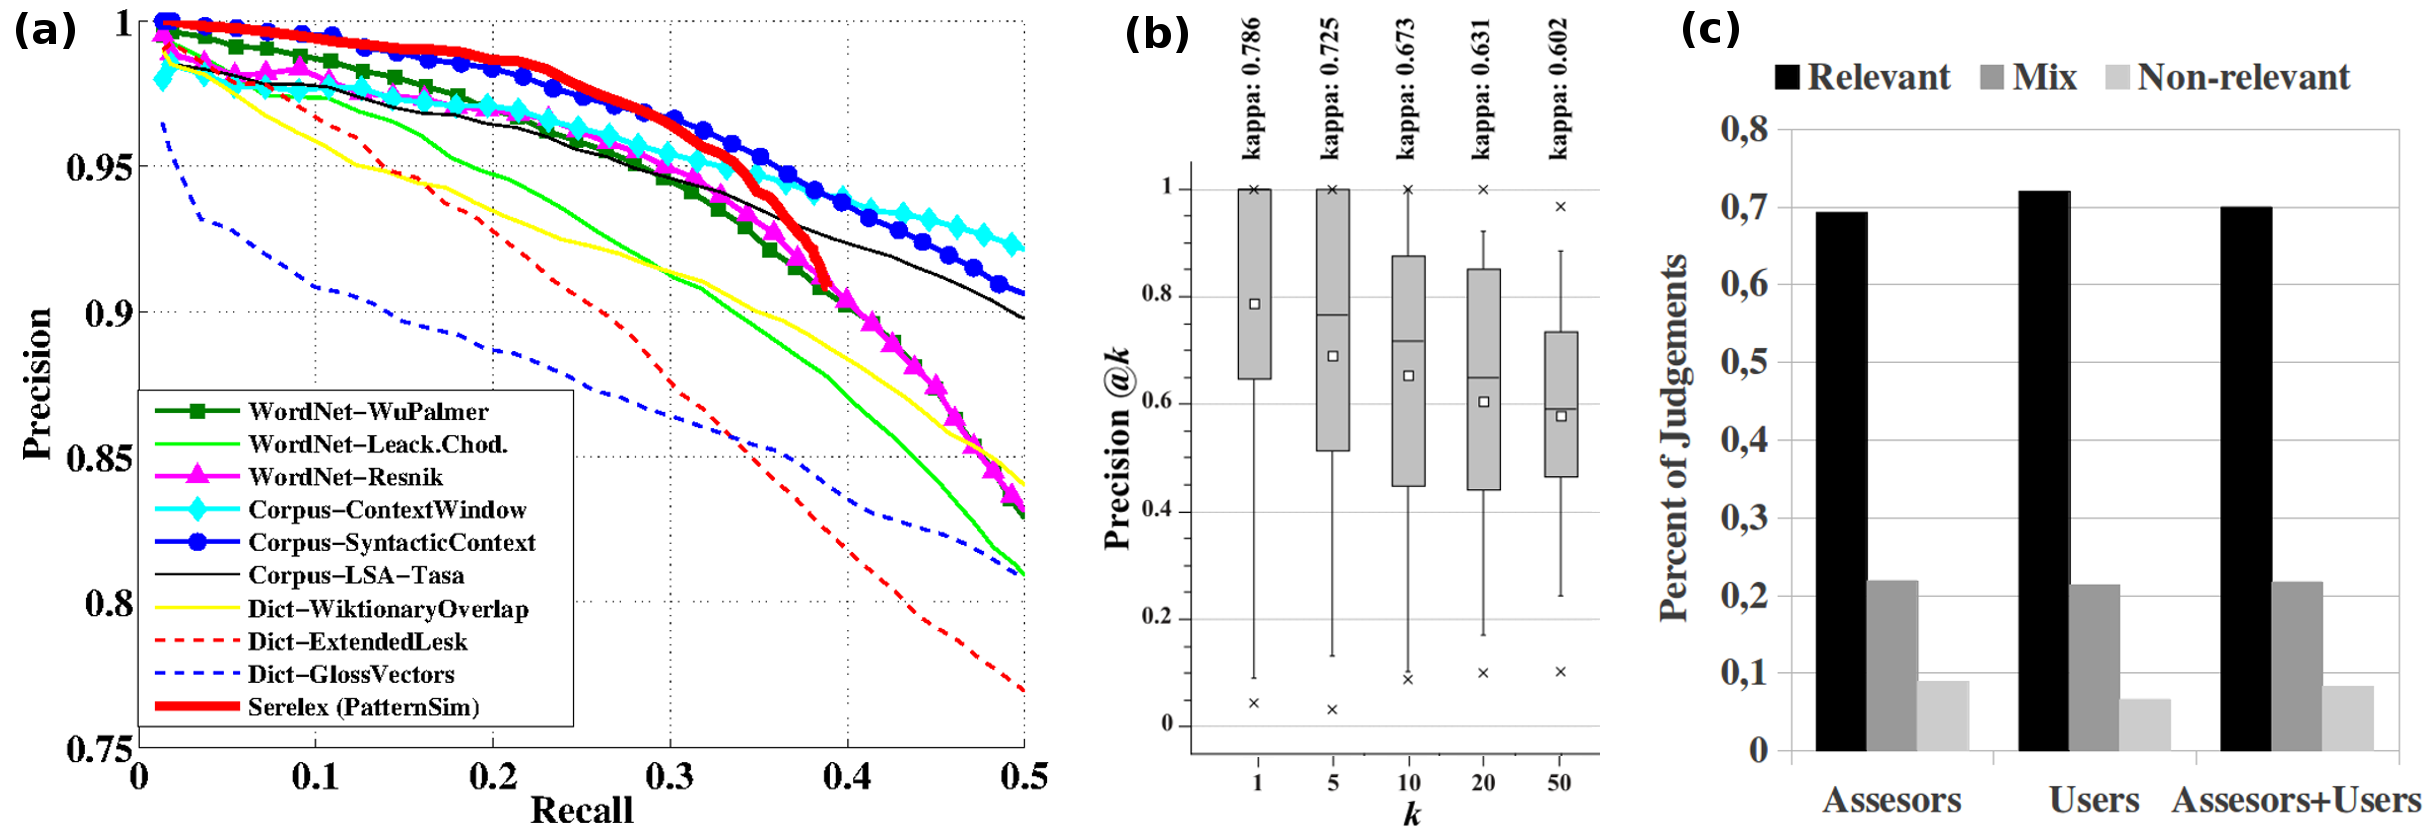 (a)
1
0.95
0.9
0.85
0.8
0.75
Precision
0
0.1
0.2
0.3
0.4
0.5
Recall
WordNet−WuPalmer
WordNet−Leack.Chod.
WordNet−Resnik
Corpus−ContextWindow
Corpus−SyntacticContext
Corpus−LSA−Tasa
Dict−WiktionaryOverlap
Dict−ExtendedLesk
Dict−GlossVectors
Serelex (PatternSim)
(b)
kappa: 0.786
kappa: 0.725
kappa: 0.673
kappa: 0.631
kappa: 0.602
1
0.8
0.6
0.4
0.2
0
Precision @k
1
5
10
20
50
k
(c)
Relevant
Mix
Non-relevant
0,8
0,7
0,6
0,5
0,4
0,3
0,2
0,1
0
Percent of Judgements
Assesors
Users
Assesors+Users